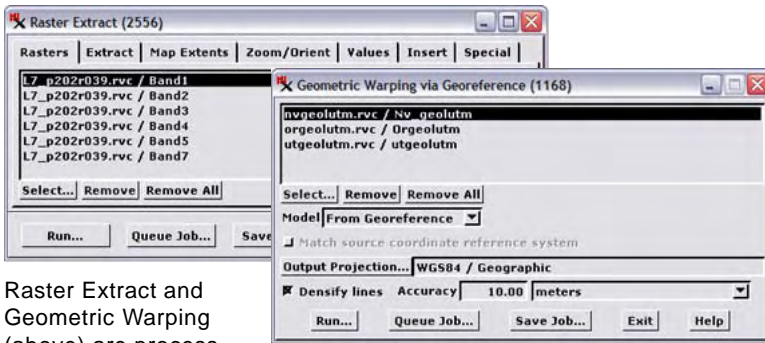 Raster Extract (2556)
Rasters Extract Map Extents Zoom/Orient Values Insert Special
L7_p202r039.rvc / Band1
L7_p202r039.rvc / Band2
L7_p202r039.rvc / Band3
L7_p202r039.rvc / Band4
L7_p202r039.rvc / Band5
L7_p202r039.rvc / Band7
Select... Remove Remove All
Run... Queue Job... Save
Geometric Warping via Georeference (1168)
nvgeolutm.rvc / Nv_geolutm
orgeolutm.rvc / Orgeolutm
utgeolutm.rvc / utgeolutm
Select... Remove Remove All
Model From Georeference
Match source coordinate reference system
Output Projection... WGS84 / Geographic
Densify lines Accuracy 10.00 meters
Run... Queue Job... Save Job... Exit Help
Raster Extract and
Geometric Warping
(above) are process